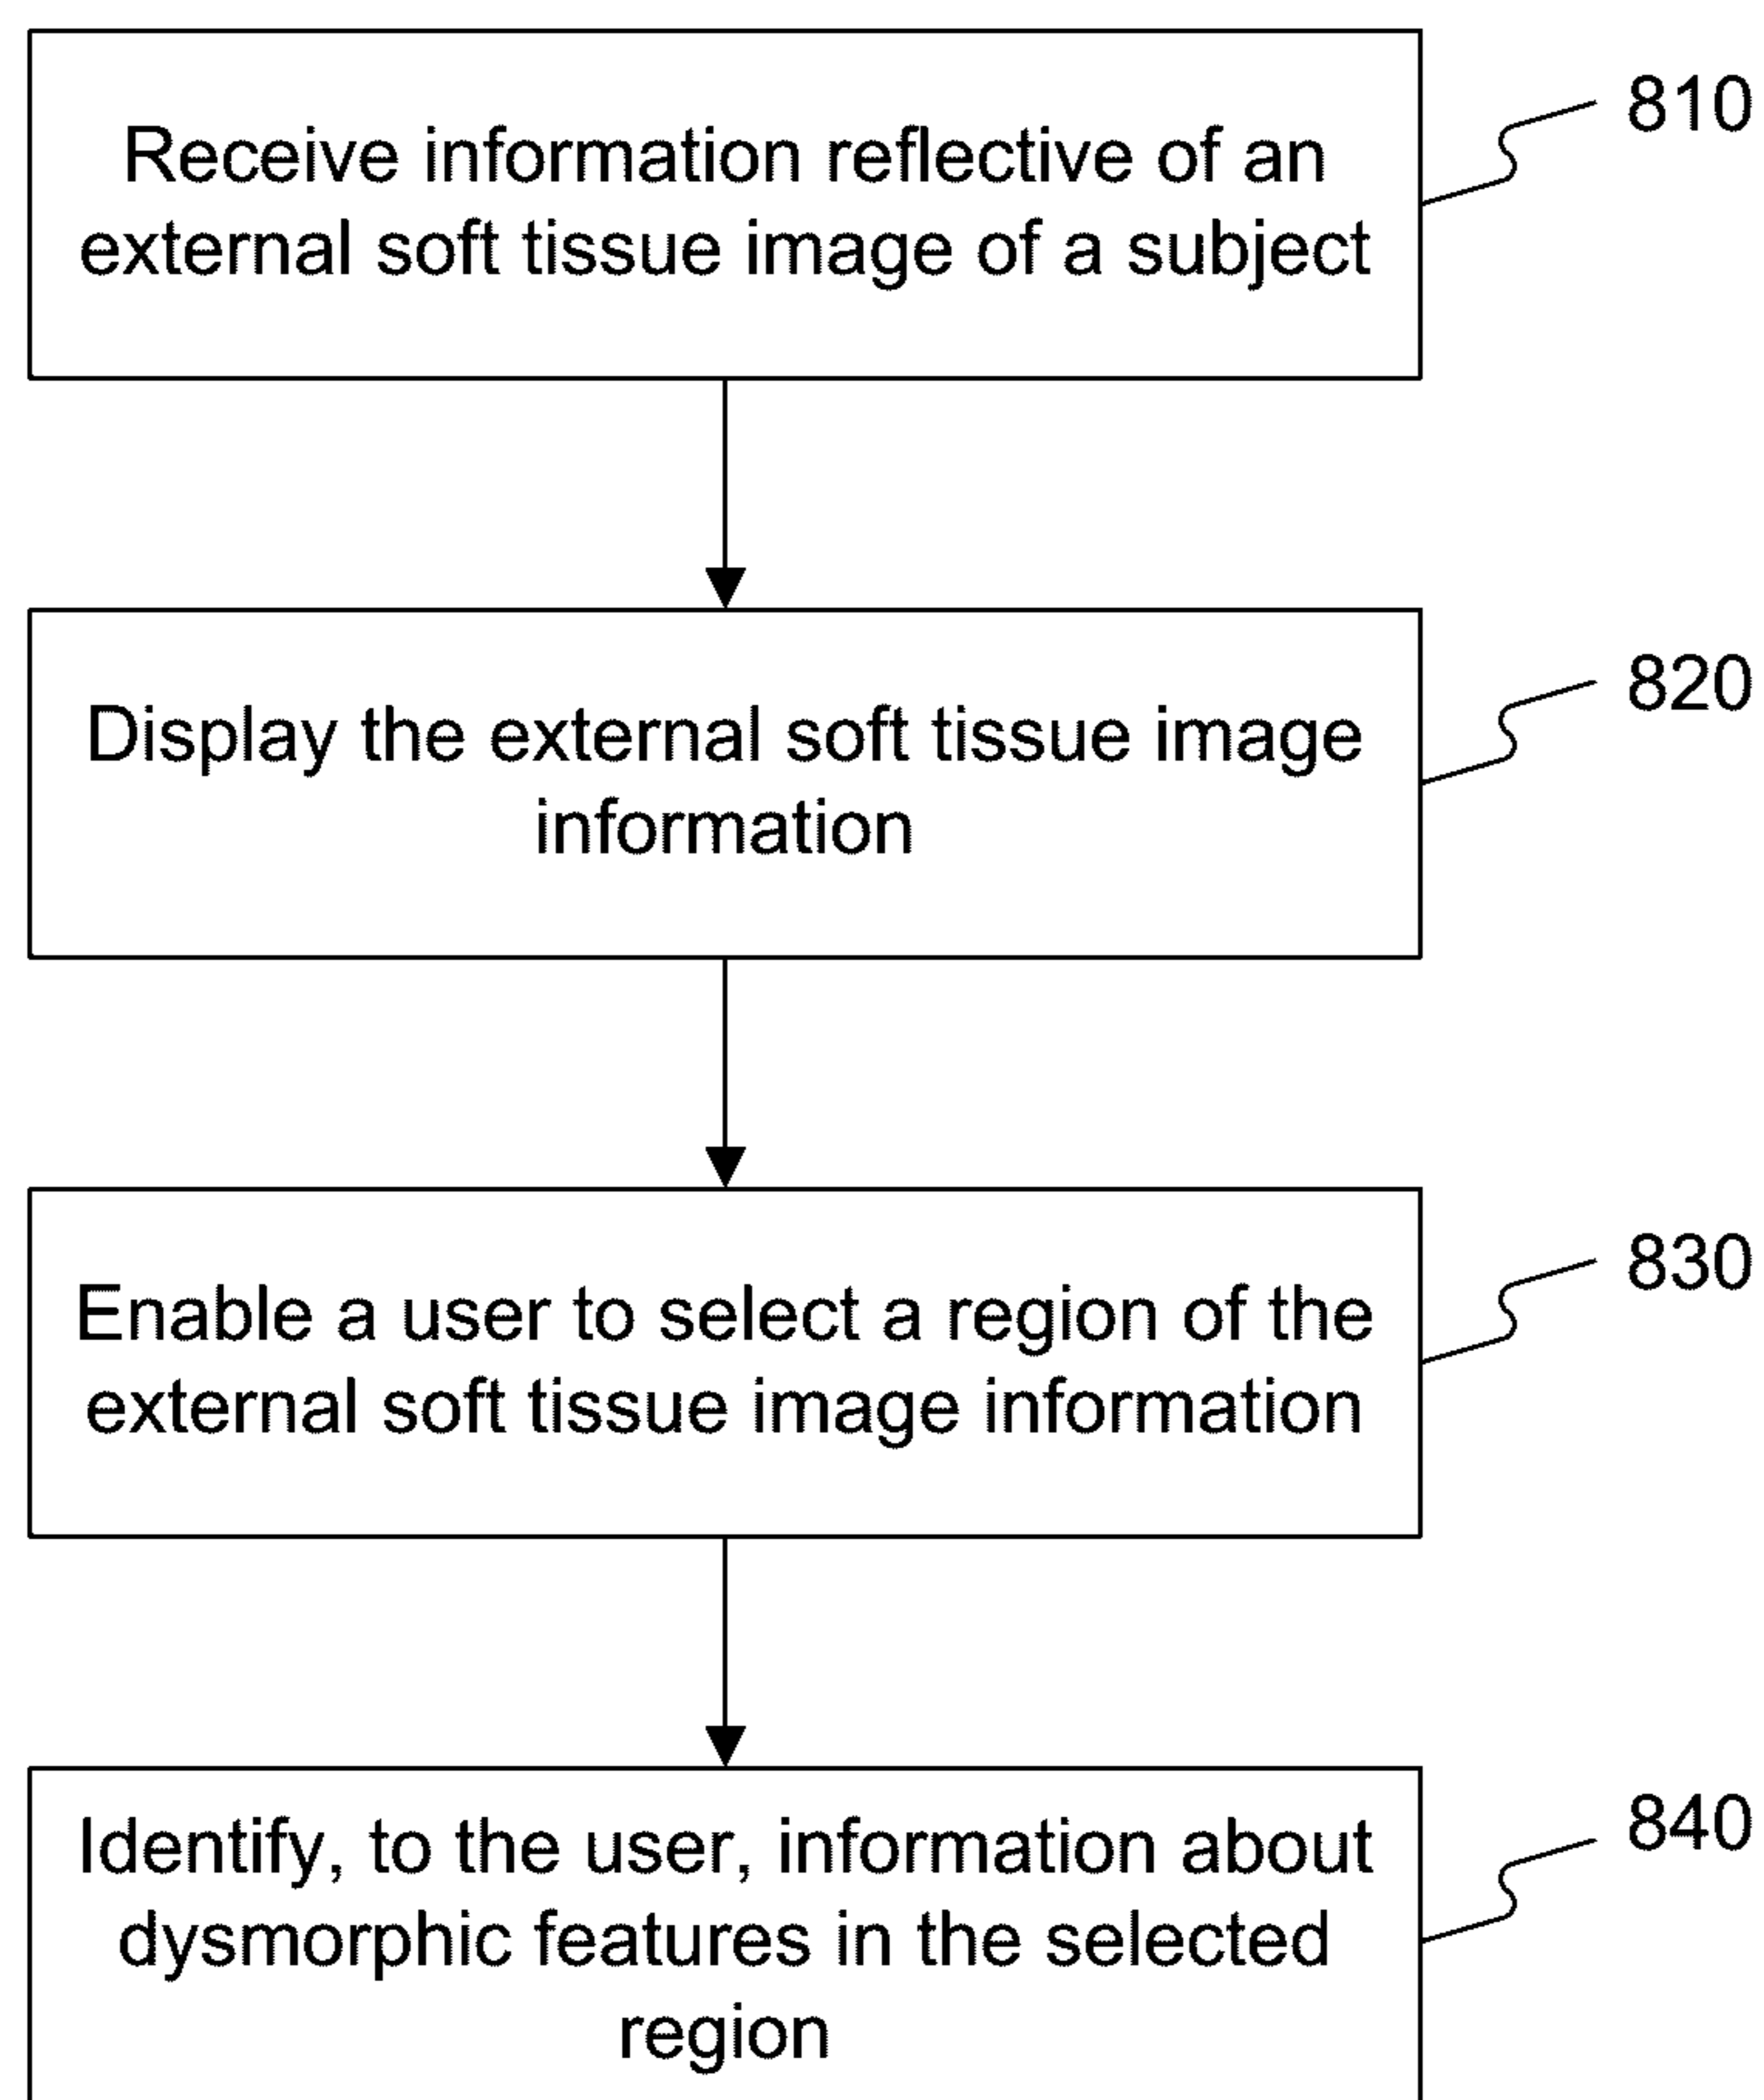 Receive information reflective of an
external soft tissue image of a subject
810
Display the external soft tissue image
information
820
Enable a user to select a region of the
external soft tissue image information
830
Identify, to the user, information about
dysmorphic features in the selected
region
840